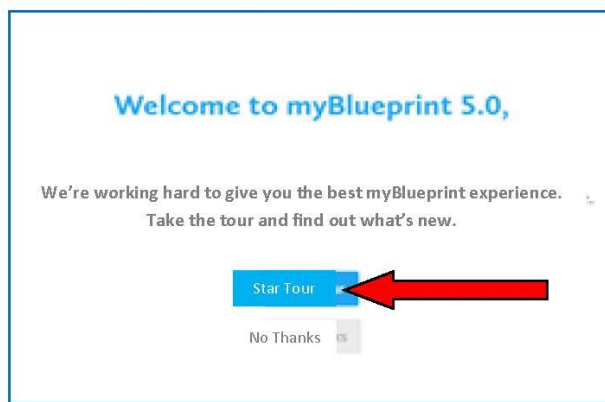 Welcome to myBlueprint 5.0,
We're working hard to give you the best myBlueprint experience.
Take the tour and find out what's new.
Star Tour
No Thanks